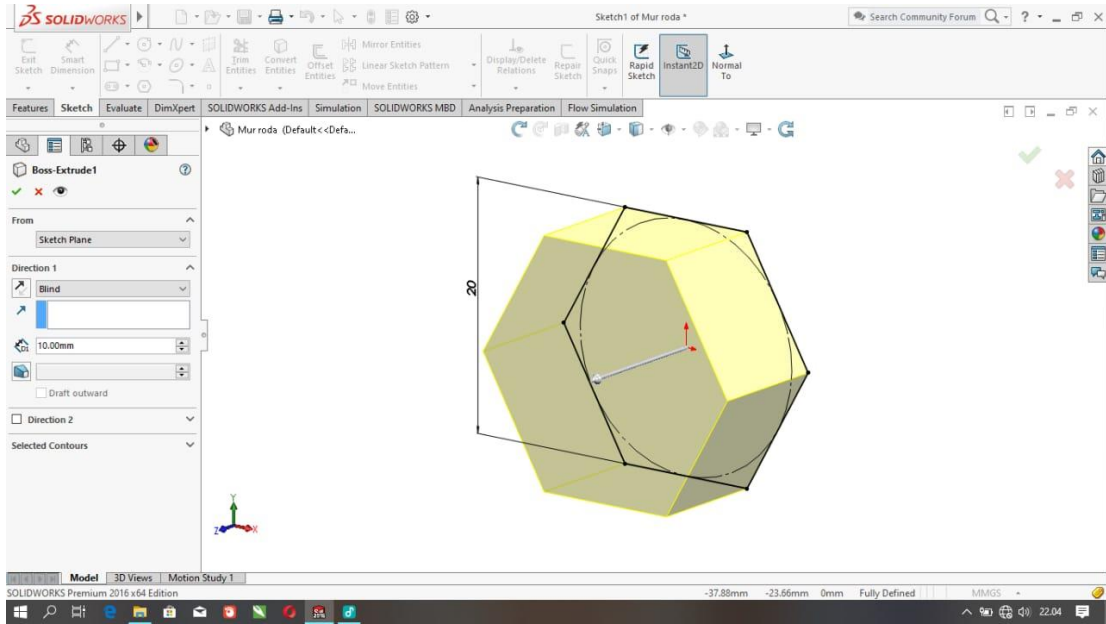 SOLIDWORKS
Sketch1 of Mur roda *
Search Community Forum
?
Exit Sketch
Smart Dimension
Trim Entities
Convert Entities
Offset Entities
Mirror Entities
Linear Sketch Pattern
Move Entities
Display/Delete Relations
Repair Sketch
Quick Snaps
Rapid Sketch
Instant2D
Normal To
Features Sketch Evaluate DimXpert SOLIDWORKS Add-Ins Simulation SOLIDWORKS MBD Analysis Preparation Flow Simulation
Mur roda (Default<<Defa...
Boss-Extrude1
From
Sketch Plane
Direction 1
Blind
10.00mm
Draft outward
Direction 2
Selected Contours
20
Y
Z X
Model 3D Views Motion Study 1
SOLIDWORKS Premium 2016 x64 Edition
-37.88mm -23.66mm 0mm Fully Defined MMGS
22.04